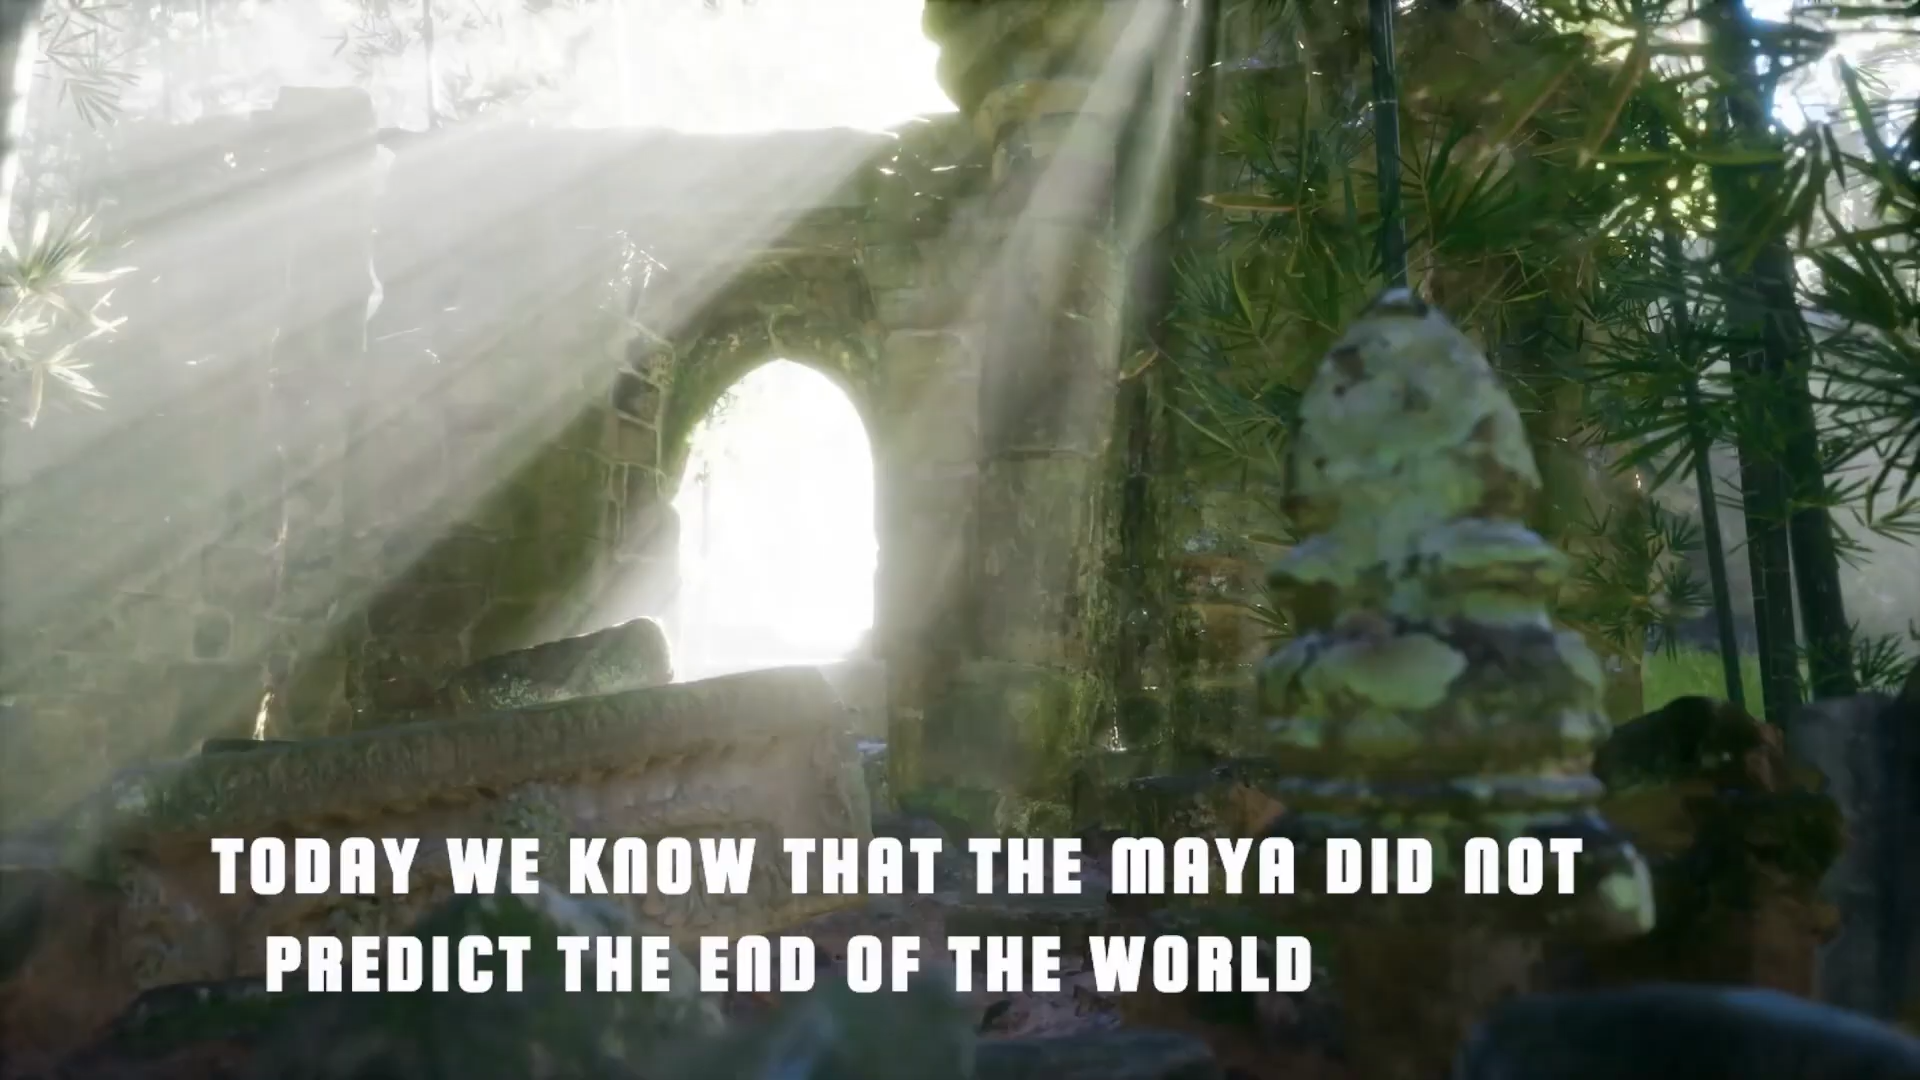 TODAY WE KNOW THAT THE MAYA DID NOT
PREDICT THE END OF THE WORLD